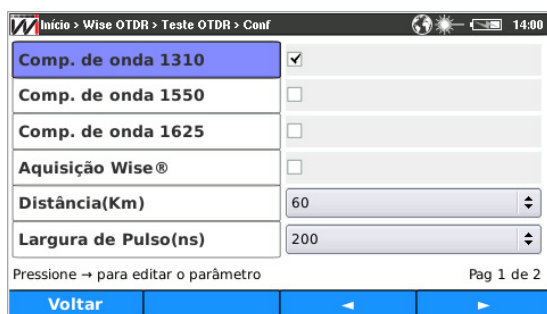 Início > Wise OTDR > Teste OTDR > Conf 14:00
Comp. de onda 1310
Comp. de onda 1550
Comp. de onda 1625
Aquisição Wise®
Distância(Km) 60
Largura de Pulso(ns) 200
Pressione → para editar o parâmetro Pag 1 de 2
Voltar ◄ ►